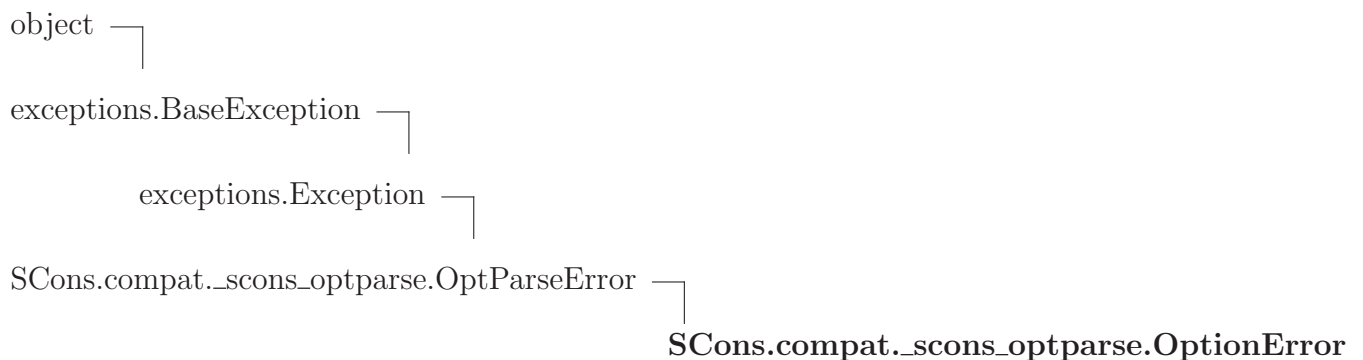 object
exceptions.BaseException
exceptions.Exception
SCons.compat._scons_optparse.OptParseError
SCons.compat._scons_optparse.OptionError